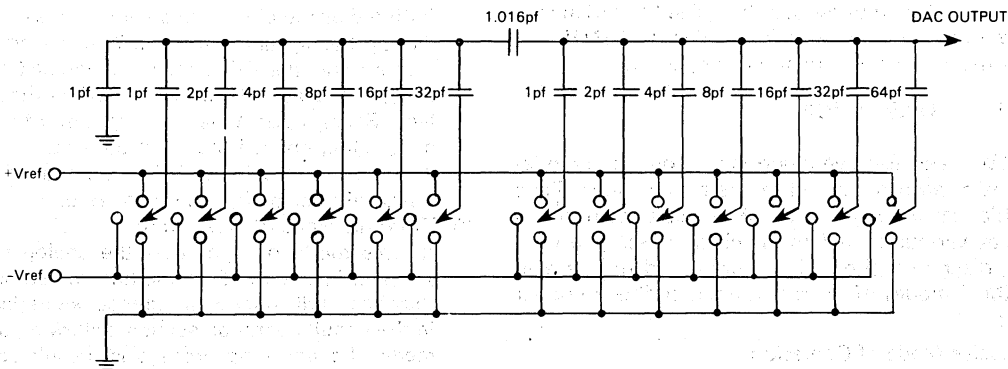 1.016pf
DAC OUTPUT
1pf 1pf 2pf 4pf 8pf 16pf 32pf 1pf 2pf 4pf 8pf 16pf 32pf 64pf
+Vref
-Vref